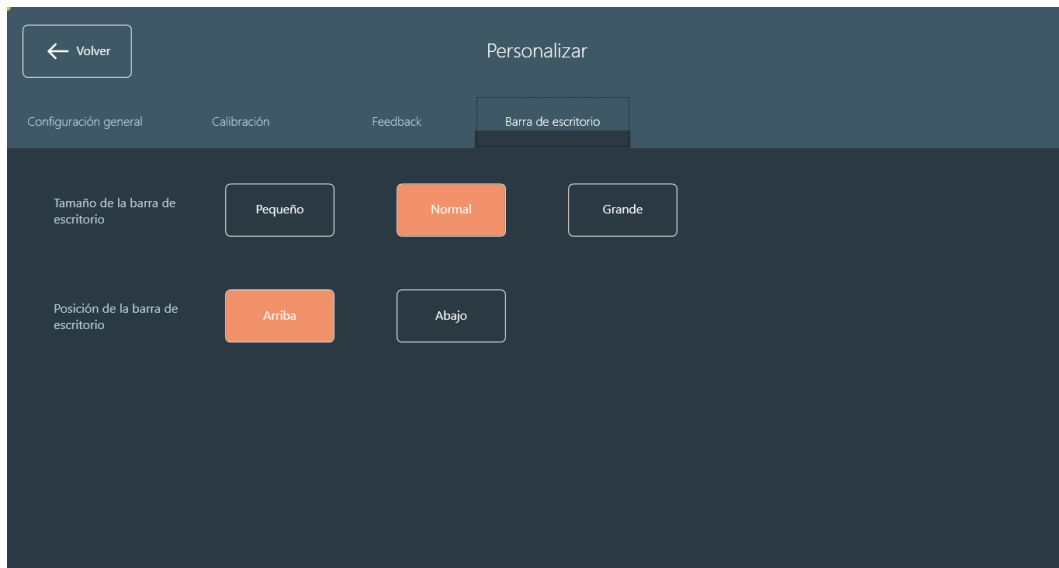 Volver
Personalizar
Configuración general
Calibración
Feedback
Barra de escritorio
Tamaño de la barra de
escritorio
Pequeño
Normal
Grande
Posición de la barra de
escritorio
Arriba
Abajo